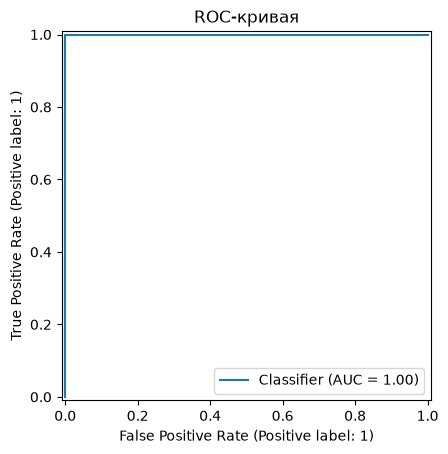 ROC-кривая
1.0
0.8
0.6
0.4
0.2
0.0
True Positive Rate (Positive label: 1)
Classifier (AUC = 1.00)
0.0 0.2 0.4 0.6 0.8 1.0
False Positive Rate (Positive label: 1)